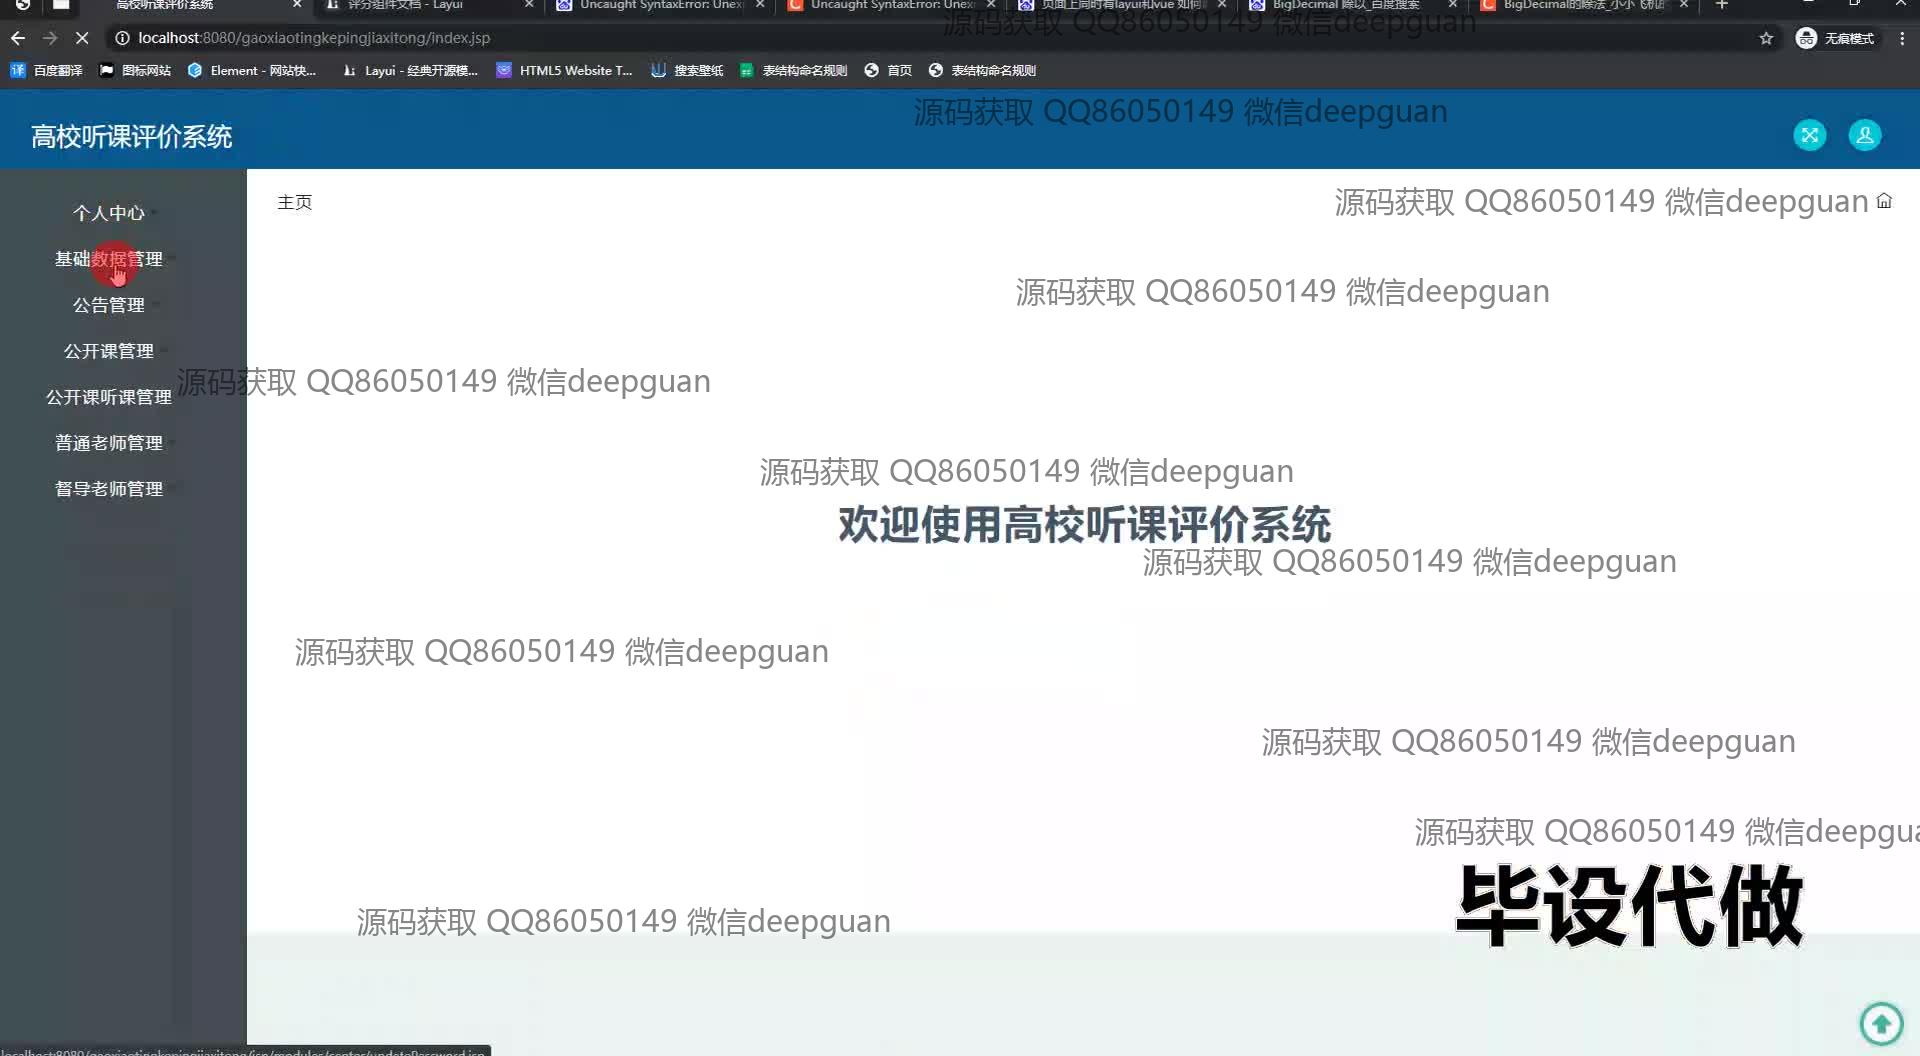 高校听课评价系统
评分组件文档 - Layui
Uncaught SyntaxError: Unex
Uncaught SyntaxError: Unex
页面上同时有layui和vue 如何
BigDecimal 除以_百度搜索
BigDecimal的除法_小小飞机的
源码获取 QQ86050149 微信deepguan
localhost:8080/gaoxiaotingkepingjiaxitong/index.jsp
无痕模式
百度翻译
图标网站
Element - 网站快...
Layui - 经典开源模...
HTML5 Website T...
搜索壁纸
表结构命名规则
首页
表结构命名规则
源码获取 QQ86050149 微信deepguan
高校听课评价系统
个人中心
主页
源码获取 QQ86050149 微信deepguan
基础数据管理
源码获取 QQ86050149 微信deepguan
公告管理
公开课管理
源码获取 QQ86050149 微信deepguan
公开课听课管理
普通老师管理
源码获取 QQ86050149 微信deepguan
督导老师管理
欢迎使用高校听课评价系统
源码获取 QQ86050149 微信deepguan
源码获取 QQ86050149 微信deepguan
源码获取 QQ86050149 微信deepguan
源码获取 QQ86050149 微信deepgua
毕设代做
源码获取 QQ86050149 微信deepguan
localhost:8080/gaoxiaotingkepingjiaxitong/jsp/modules/center/updatePassword.jsp